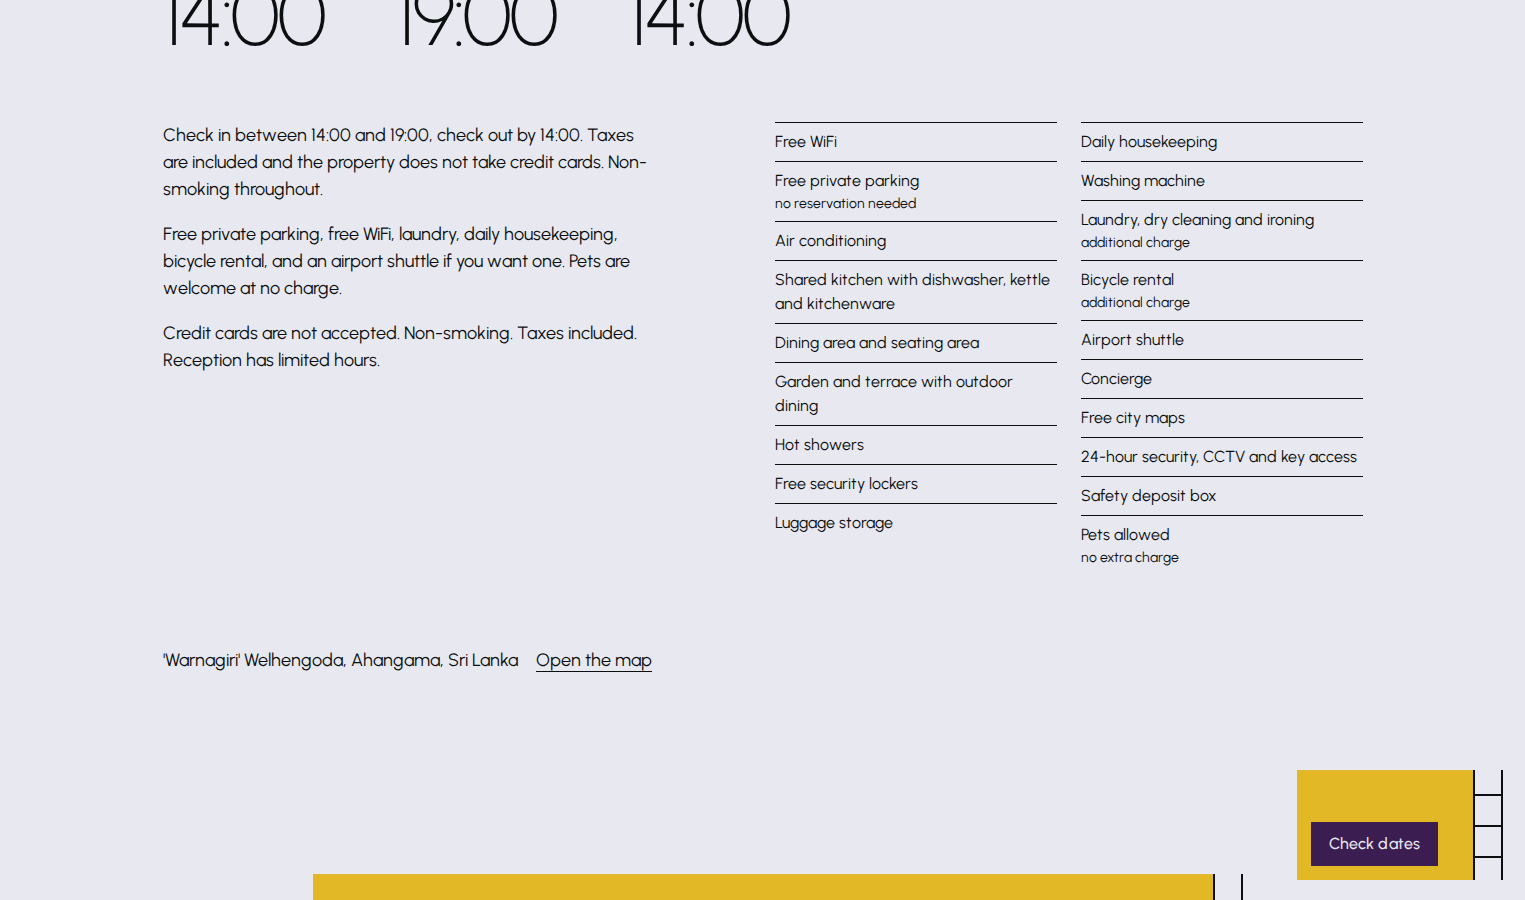 14:00 19:00 14:00
Check in between 14:00 and 19:00, check out by 14:00. Taxes
are included and the property does not take credit cards. Non-
smoking throughout.
Free private parking, free WiFi, laundry, daily housekeeping,
bicycle rental, and an airport shuttle if you want one. Pets are
welcome at no charge.
Credit cards are not accepted. Non-smoking. Taxes included.
Reception has limited hours.
Free WiFi
Free private parking
no reservation needed
Air conditioning
Shared kitchen with dishwasher, kettle
and kitchenware
Dining area and seating area
Garden and terrace with outdoor
dining
Hot showers
Free security lockers
Luggage storage
Daily housekeeping
Washing machine
Laundry, dry cleaning and ironing
additional charge
Bicycle rental
additional charge
Airport shuttle
Concierge
Free city maps
24-hour security, CCTV and key access
Safety deposit box
Pets allowed
no extra charge
'Warnagiri' Welhengoda, Ahangama, Sri Lanka Open the map
Check dates